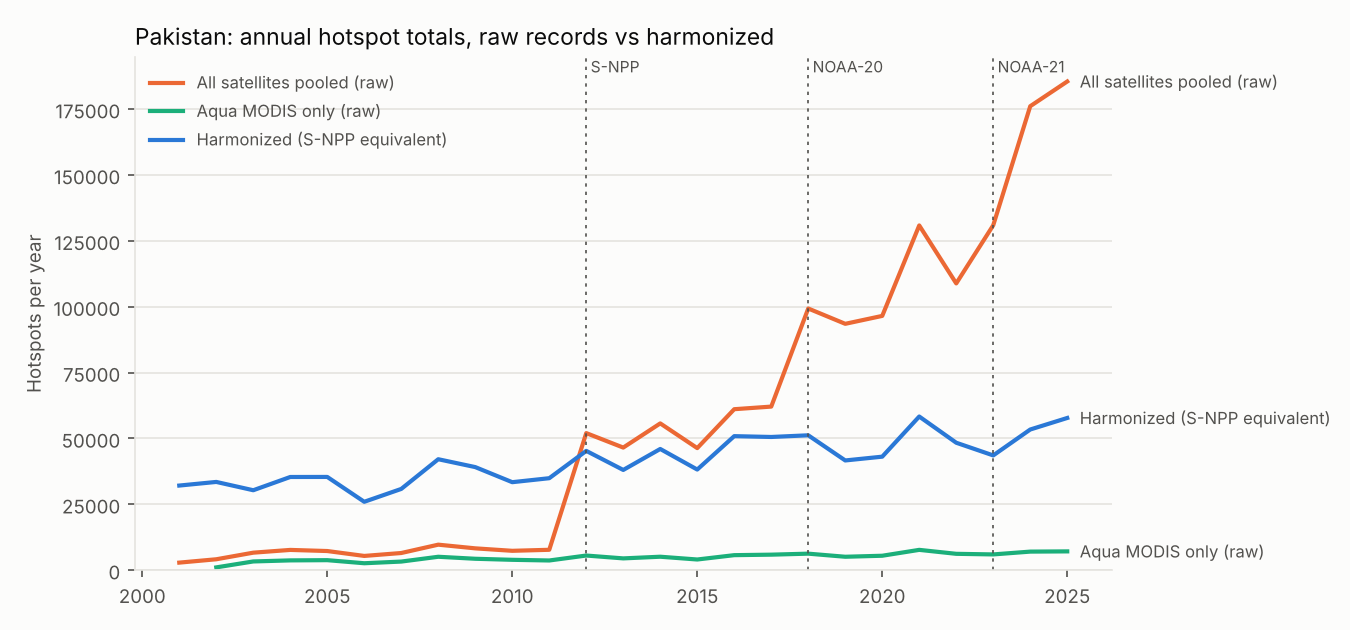 Pakistan: annual hotspot totals, raw records vs harmonized
S-NPP
NOAA-20
NOAA-21
All satellites pooled (raw)
Aqua MODIS only (raw)
Harmonized (S-NPP equivalent)
All satellites pooled (raw)
Harmonized (S-NPP equivalent)
Aqua MODIS only (raw)
Hotspots per year
175000
150000
125000
100000
75000
50000
25000
0
2000 2005 2010 2015 2020 2025